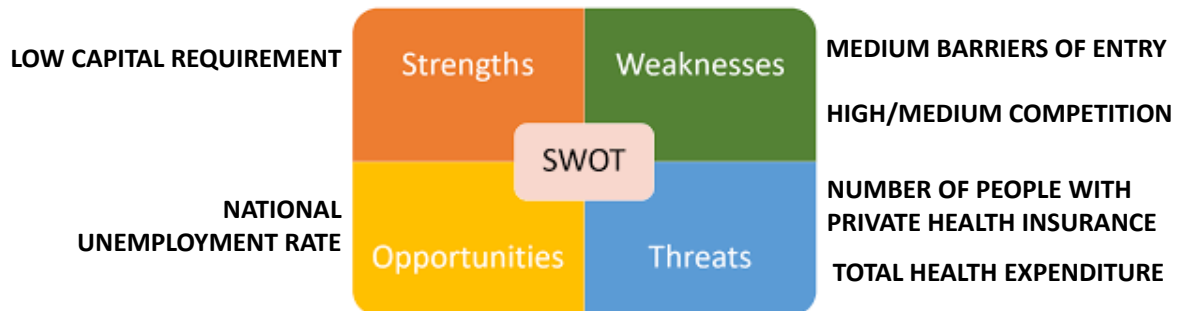 LOW CAPITAL REQUIREMENT
Strengths
Weaknesses
MEDIUM BARRIERS OF ENTRY
HIGH/MEDIUM COMPETITION
SWOT
NATIONAL
UNEMPLOYMENT RATE
Opportunities
Threats
NUMBER OF PEOPLE WITH
PRIVATE HEALTH INSURANCE
TOTAL HEALTH EXPENDITURE